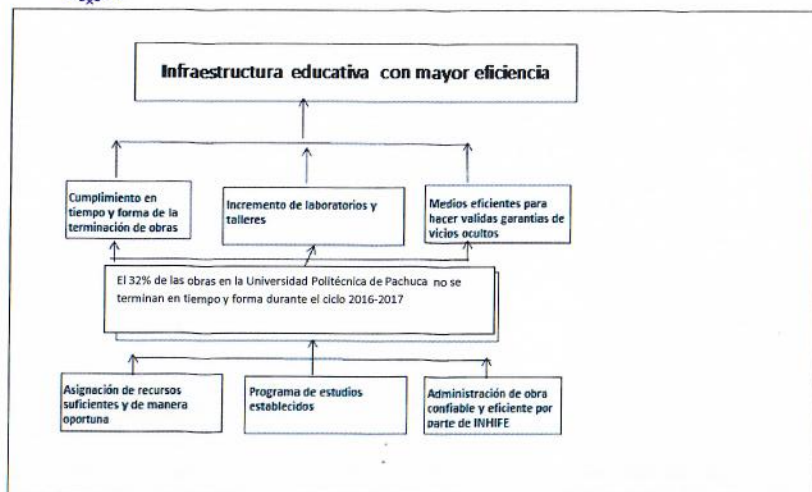 Infraestructura educativa con mayor eficiencia
Cumplimiento en
tiempo y forma de la
terminación de obras
Incremento de laboratorios y
talleres
Medios eficientes para
hacer validas garantias de
vicios ocultos
El 32% de las obras en la Universidad Politécnica de Pachuca no se
terminan en tiempo y forma durante el ciclo 2016-2017
Asignación de recursos
suficientes y de manera
oportuna
Programa de estudios
establecidos
Administración de obra
confiable y eficiente por
parte de INHIFE